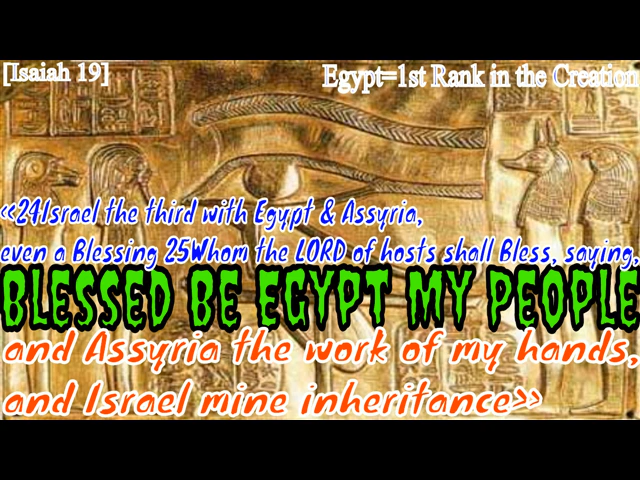 [Isaiah 19]
Egypt=1st Rank in the Creation
«24Israel the third with Egypt & Assyria,
even a Blessing 25Whom the LORD of hosts shall Bless, saying,
BLESSED BE EGYPT MY PEOPLE
and Assyria the work of my hands,
and Israel mine inheritance»